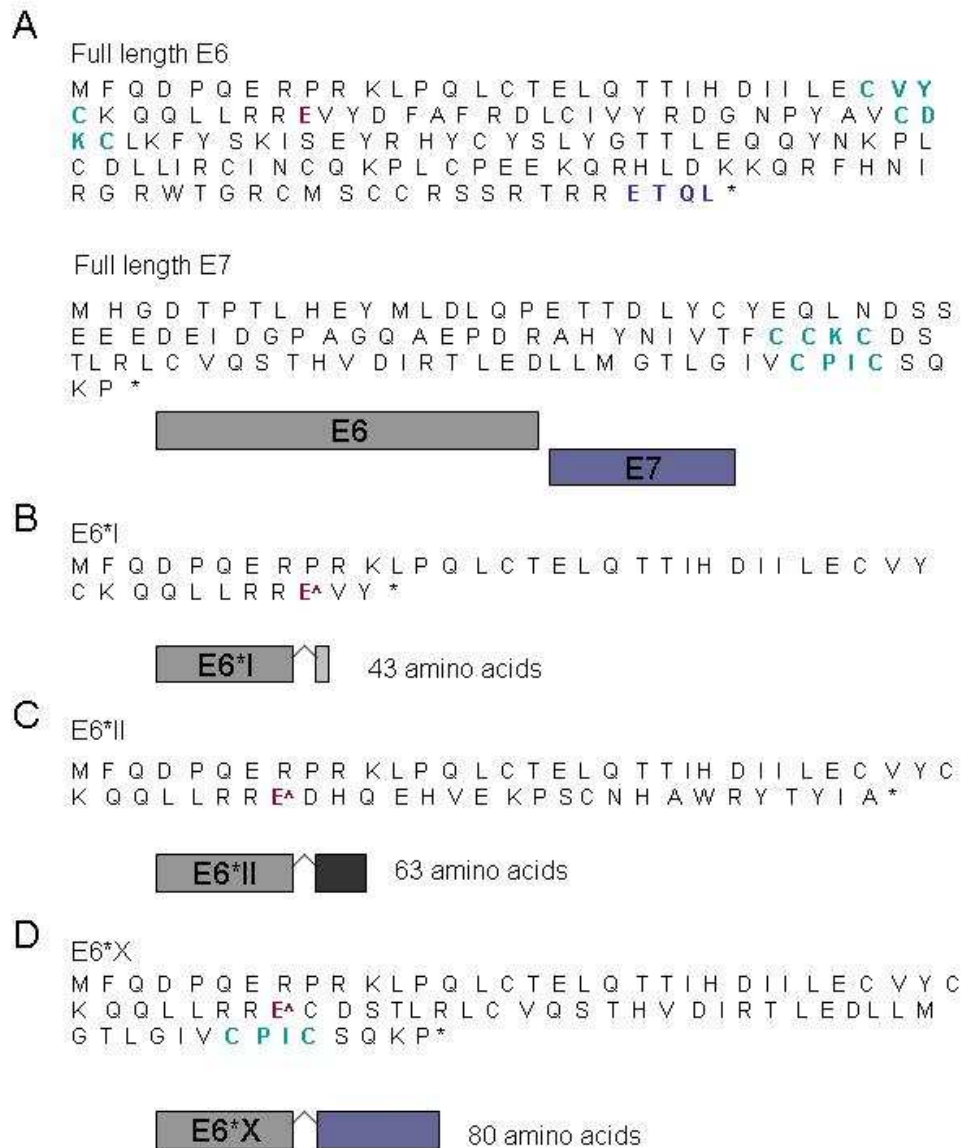 A
Full length E6
M F Q D P Q E R P R K L P Q L C T E L Q T T I H D I I L E C V Y
C K Q Q L L R R E V Y D F A F R D L C I V Y R D G N P Y A V C D
K C L K F Y S K I S E Y R H Y C Y S L Y G T T L E Q Q Y N K P L
C D L L I R C I N C Q K P L C P E E K Q R H L D K K Q R F H N I
R G R W T G R C M S C C R S S R T R R E T Q L *
Full length E7
M H G D T P T L H E Y M L D L Q P E T T D L Y C Y E Q L N D S S
E E E D E I D G P A G Q A E P D R A H Y N I V T F C C K C D S
T L R L C V Q S T H V D I R T L E D L L M G T L G I V C P I C S Q
K P *
E6
E7
B
E6*I
M F Q D P Q E R P R K L P Q L C T E L Q T T I H D I I L E C V Y
C K Q Q L L R R E^ V Y *
E6*I
43 amino acids
C
E6*II
M F Q D P Q E R P R K L P Q L C T E L Q T T I H D I I L E C V Y C
K Q Q L L R R E^ D H Q E H V E K P S C N H A W R Y T Y I A *
E6*II
63 amino acids
D
E6*X
M F Q D P Q E R P R K L P Q L C T E L Q T T I H D I I L E C V Y C
K Q Q L L R R E^ C D S T L R L C V Q S T H V D I R T L E D L L M
G T L G I V C P I C S Q K P *
E6*X
80 amino acids